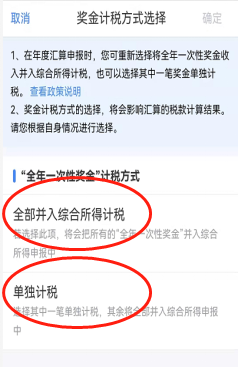 取消 奖金计税方式选择 确定
1、在年度汇算申报时，您可重新选择将全年一次性奖金收
入并入综合所得计税，也可以选择其中一笔奖金单独计
税。 查看政策说明
2、奖金计税方式的选择，将会影响汇算的税款计算结果。
请您根据自身情况进行选择。
“全年一次性奖金”计税方式
全部并入综合所得计税
若选择此项，将会把所有的“全年一次性奖金”并入综合
所得申报中
单独计税
选择其中一笔单独计税，其余将全部并入综合所得申报
中